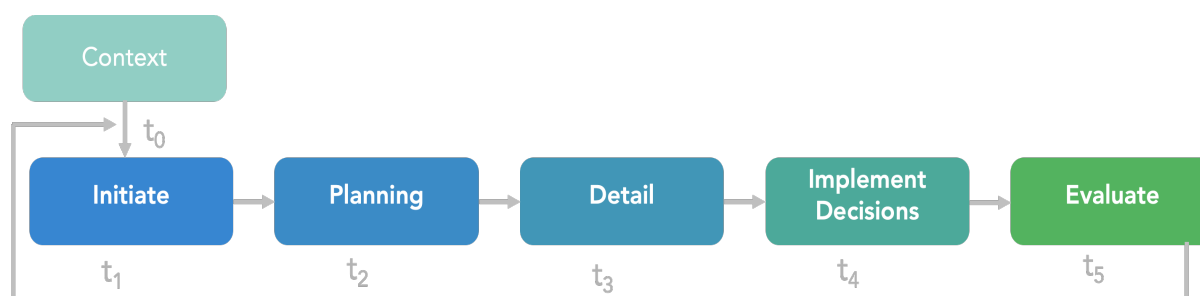 Context
t0
Initiate
Planning
Detail
Implement
Decisions
Evaluate
t1
t2
t3
t4
t5